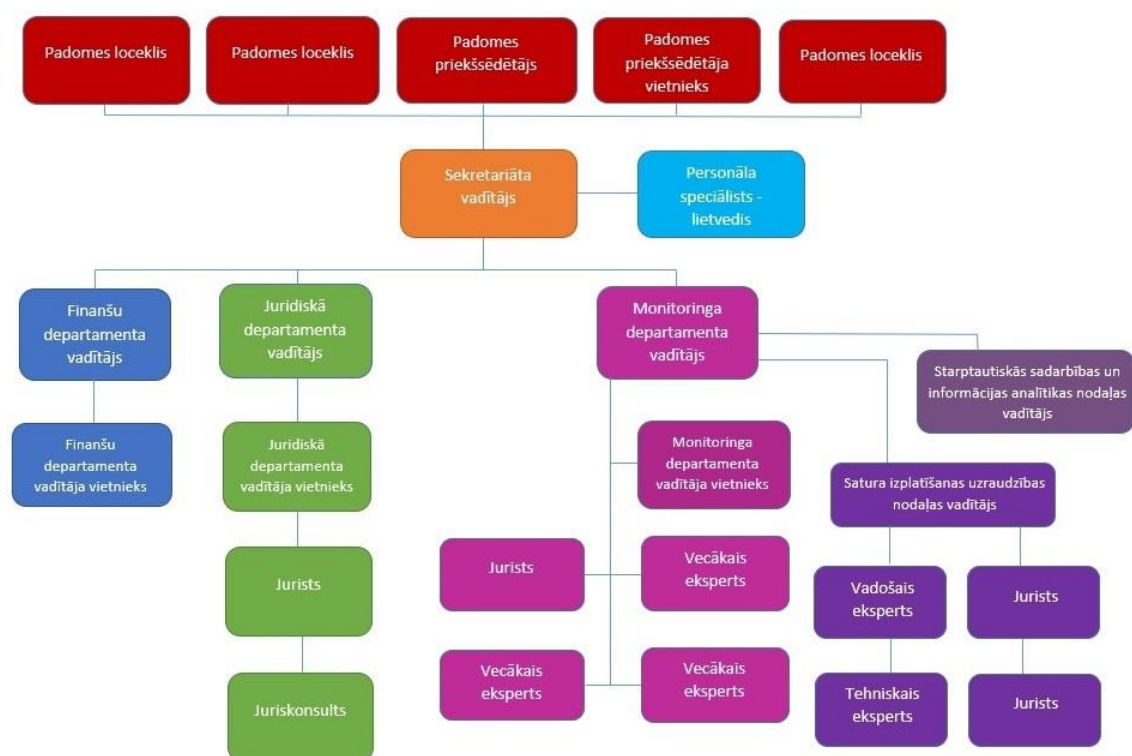 Padomes loceklis
Padomes loceklis
Padomes
priekšsēdētājs
Padomes
priekšsēdētāja
vietnieks
Padomes loceklis
Sekretariāta
vadītājs
Personāla
speciālists -
lietvedis
Finanšu
departamenta
vadītājs
Juridiskā
departamenta
vadītājs
Monitoringa
departamenta
vadītājs
Starptautiskās sadarbības un
informācijas analītikas nodaļas
vadītājs
Finanšu
departamenta
vadītāja vietnieks
Juridiskā
departamenta
vadītāja vietnieks
Monitoringa
departamenta
vadītāja vietnieks
Satura izplatīšanas uzraudzības
nodaļas vadītājs
Jurists
Jurists
Vecākais
eksperts
Vadošais
eksperts
Jurists
Juriskonsults
Vecākais
eksperts
Vecākais
eksperts
Tehniskais
eksperts
Jurists